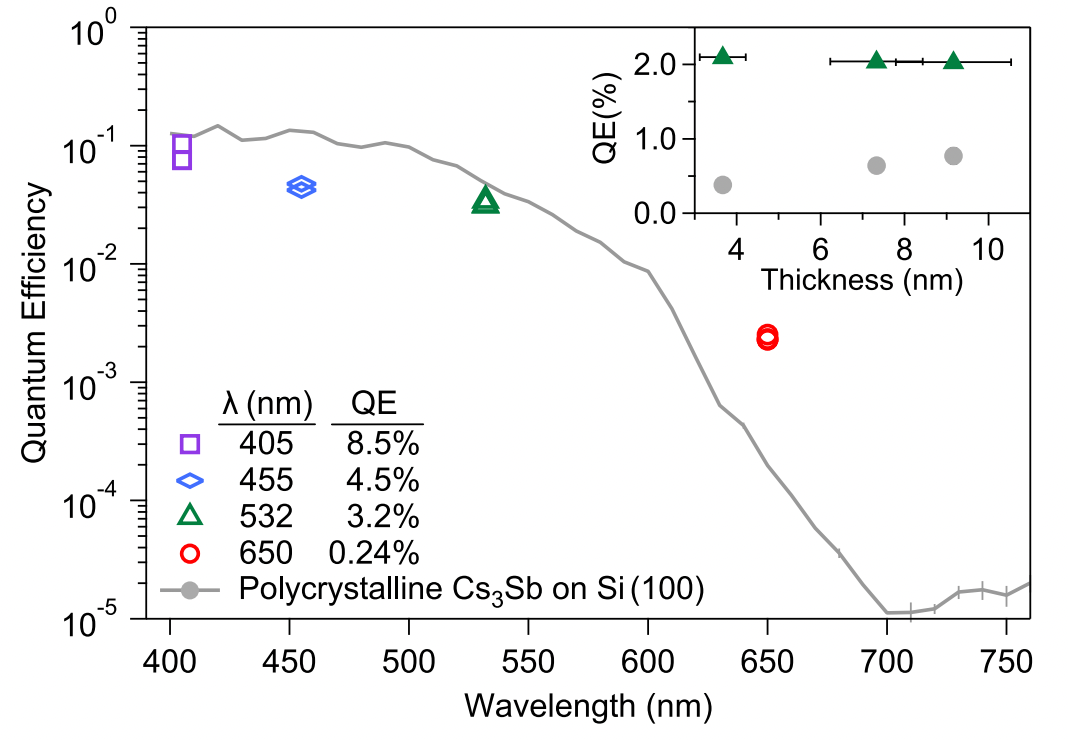 10^0
10^-1
10^-2
10^-3
10^-4
10^-5
Quantum Efficiency
400 450 500 550 600 650 700 750
Wavelength (nm)
λ (nm) QE
405 8.5%
455 4.5%
532 3.2%
650 0.24%
Polycrystalline Cs₃Sb on Si (100)
2.0
1.0
0.0
QE(%)
4 6 8 10
Thickness (nm)